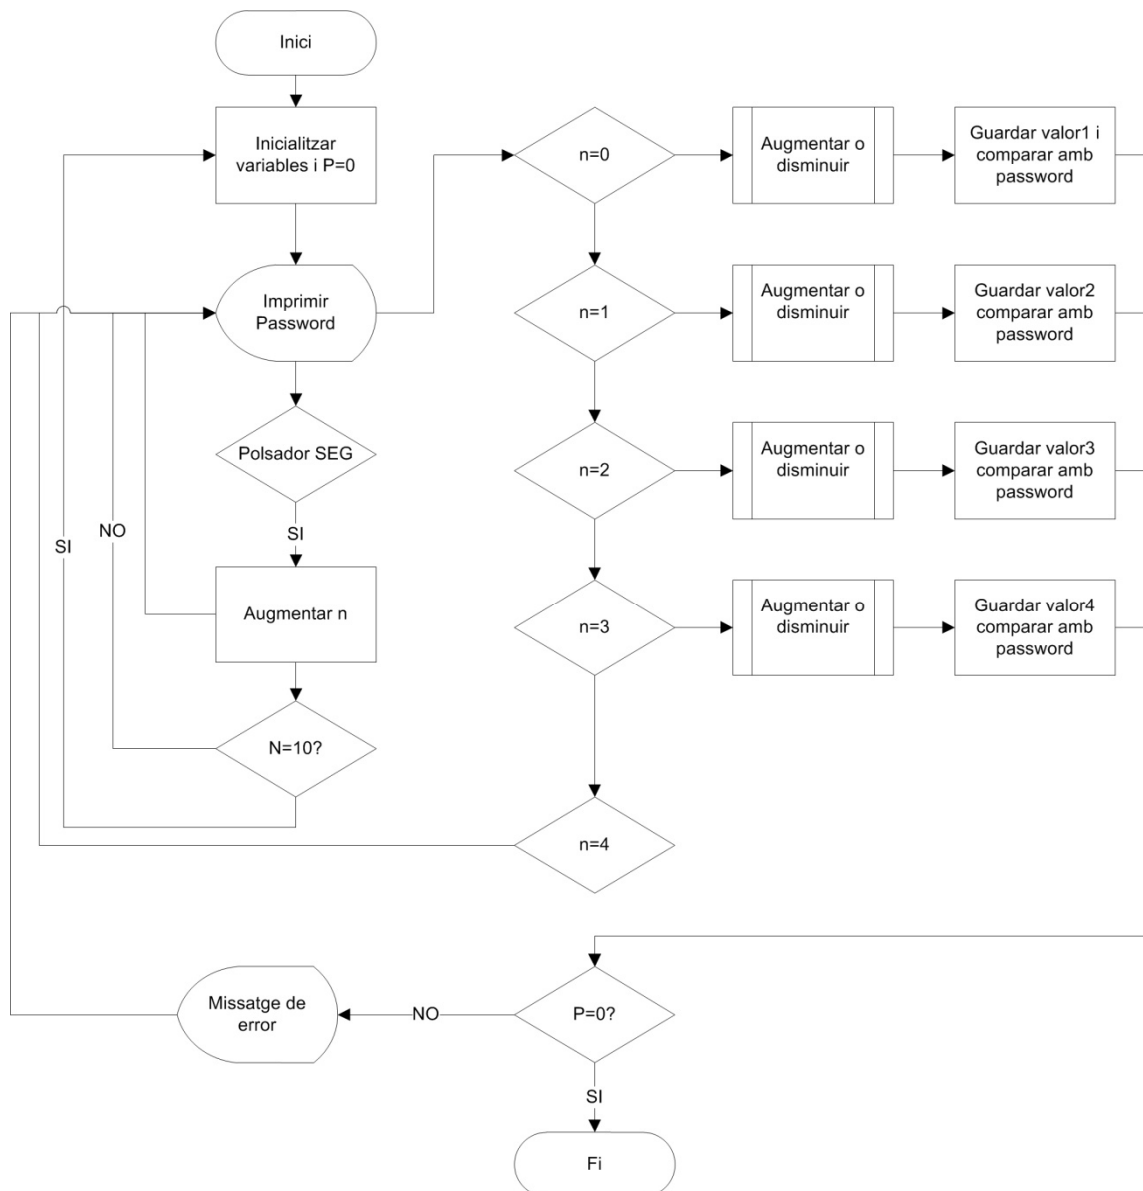 Inici
Inicialitzar
variables i P=0
Imprimir
Password
Polsador SEG
SI
Augmentar n
N=10?
NO
SI
n=0
Augmentar o
disminuir
Guardar valor1 i
comparar amb
password
n=1
Augmentar o
disminuir
Guardar valor2
comparar amb
password
n=2
Augmentar o
disminuir
Guardar valor3
comparar amb
password
n=3
Augmentar o
disminuir
Guardar valor4
comparar amb
password
n=4
P=0?
NO
Missatge de
error
SI
Fi